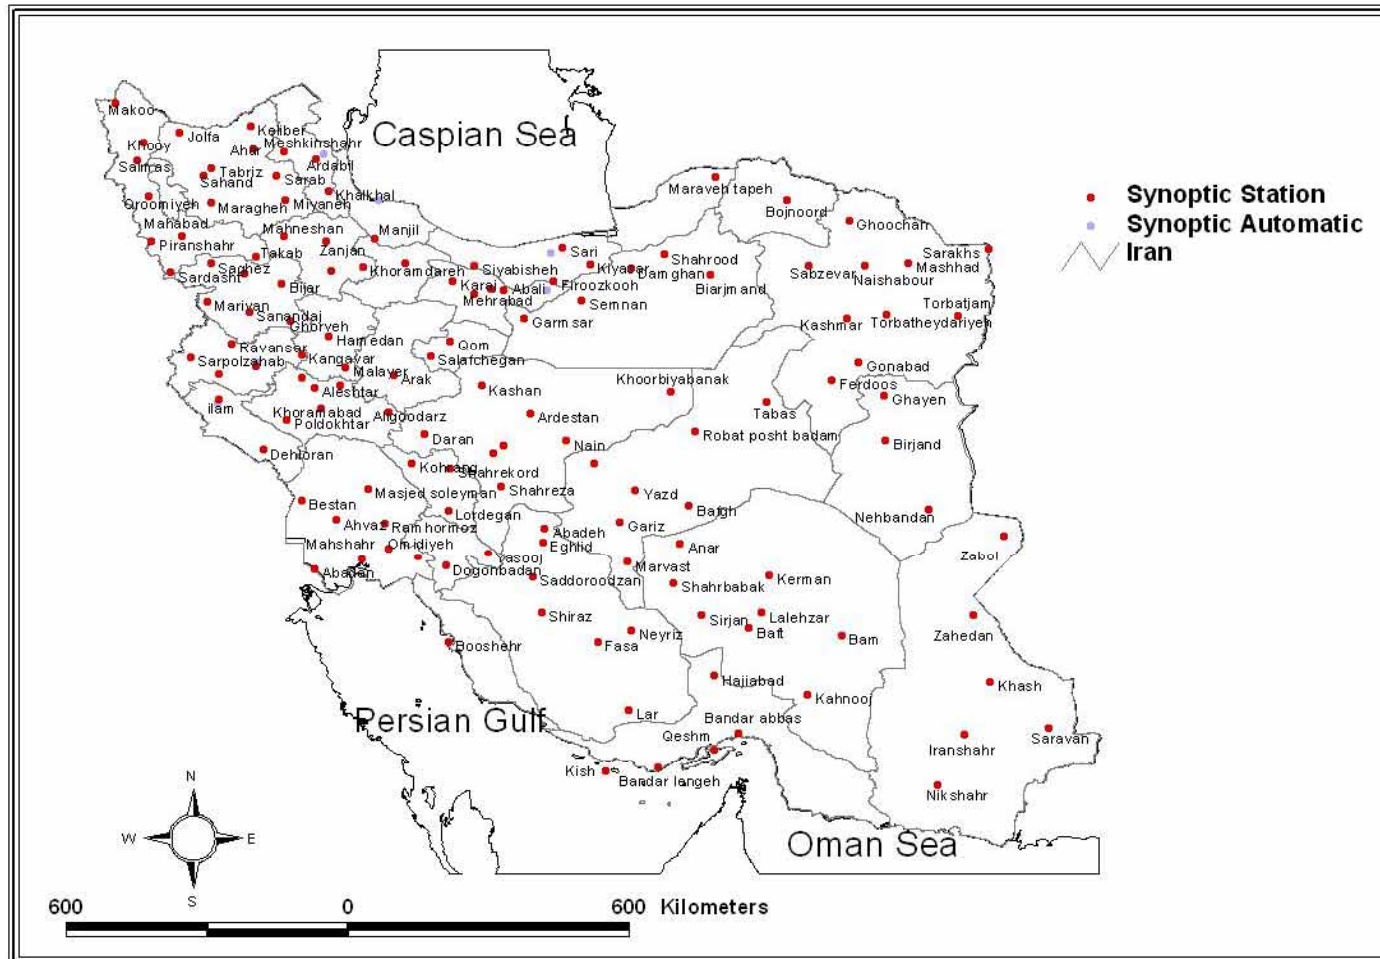 Makoo
Jolfa
Keliber
Khooy
Ahar
Meshkinshahr
Caspian Sea
Salmas
Tabriz
Ardabil
Sahand
Sarab
Khalkhal
Oroomiyeh
Maragheh
Miyaneh
Mahabad
Mahneshan
Manjil
Piranshahr
Zanjan
Takab
Saghez
Sardasht
Khoramdareh
Siyabisheh
Sari
Kiyasar
Shahrood
Damghan
Biarjmand
Maraveh tapeh
Bojnoord
Ghoochan
Sarakhs
Mashhad
Sabzevar
Naishabour
Torbatjam
Torbatheydariyeh
Kashmar
Bijar
Karaj
Abali
Firoozkooh
Mehrabad
Semnan
Garmsar
Marivan
Sanandaj
Ghorveh
Hamedan
Qom
Ravansar
Kangavar
Salafchegan
Sarpolzahab
Malayer
Arak
Kashan
Aleshtar
Khoorbiyabanak
Gonabad
Ferdoos
Ghayen
Tabas
ilam
Khoramabad
Aligoodarz
Poldokhtar
Ardestan
Daran
Nain
Robat posht badam
Birjand
Dehloran
Kohrang
Shahrekord
Masjed soleyman
Shahreza
Yazd
Bafgh
Nehbandan
Bestan
Lordegan
Ahvaz
Ramhormoz
Abadeh
Gariz
Mahshahr
Omidiyeh
Eghlid
Anar
Zabol
Yasooj
Abadan
Dogonbadan
Marvast
Saddoroodzan
Shahrbabak
Kerman
Shiraz
Sirjan
Lalehzar
Baft
Neyriz
Bam
Zahedan
Booshehr
Fasa
Hajiabad
Kahnooj
Khash
Persian Gulf
Lar
Bandar abbas
Qeshm
Iranshahr
Saravan
Kish
Bandar langeh
Nikshahr
Oman Sea
Synoptic Station
Synoptic Automatic
Iran
N
W
E
S
600
0
600 Kilometers